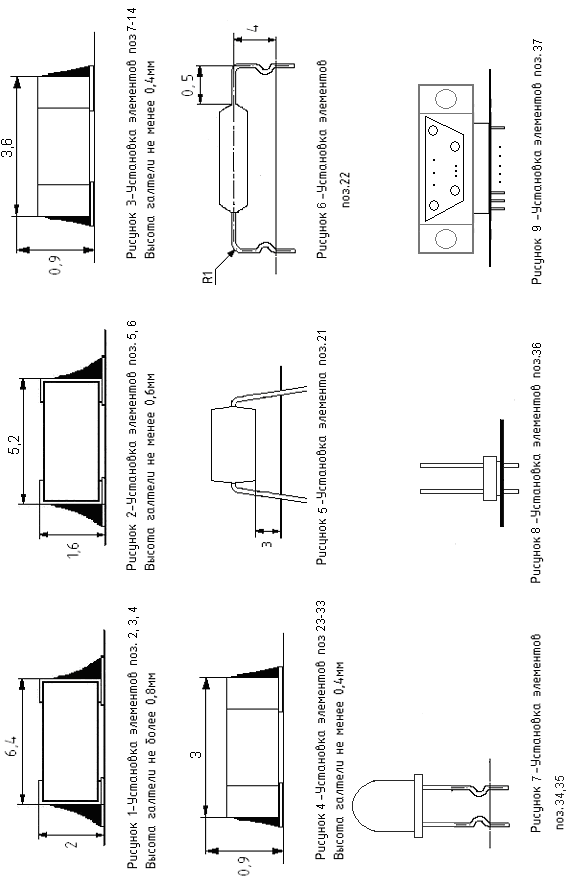 6,4
2
Рисунок 1-Установка элементов поз. 2, 3, 4
Высота галтели не более 0,8мм
5,2
1,6
Рисунок 2-Установка элементов поз. 5, 6
Высота галтели не менее 0,6мм
3,6
0,9
Рисунок 3-Установка элементов поз 7-14
Высота галтели не менее 0,4мм
3
0,9
Рисунок 4-Установка элементов поз 23-33
Высота галтели не менее 0,4мм
3
Рисунок 5 -Установка элемента поз.21
4
0,5
R1
Рисунок 6 -Установка элементов
поз.22
Рисунок 7 -Установка элементов
поз.34,35
Рисунок 8 -Установка элементов поз.36
Рисунок 9 -Установка элементов поз. 37